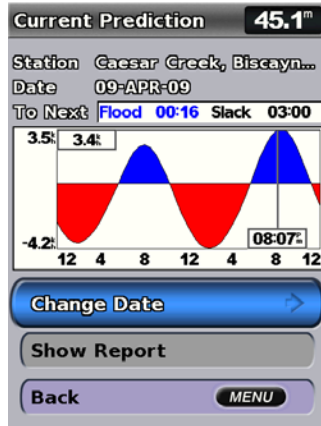 Current Prediction 45.1m
Station Caesar Creek, Biscayn...
Date 09-APR-09
To Next Flood 00:16 Slack 03:00
3.5k 3.4k
-4.2k 08:07P
12 4 8 12 4 8 12
Change Date
Show Report
Back MENU